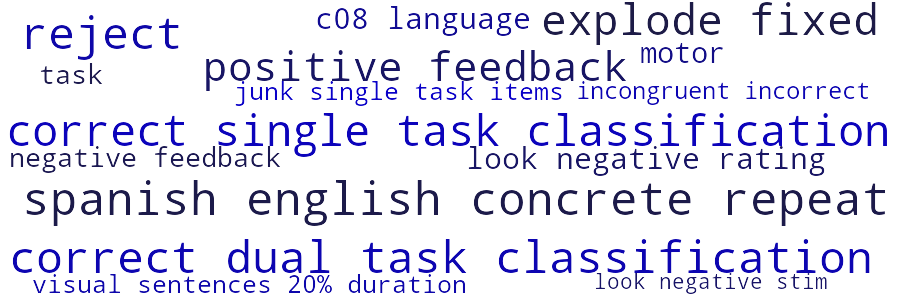 reject
c08 language
explode fixed
task
positive feedback
motor
junk single task items
incongruent incorrect
correct single task classification
negative feedback
look negative rating
spanish english concrete repeat
correct dual task classification
visual sentences 20% duration
look negative stim